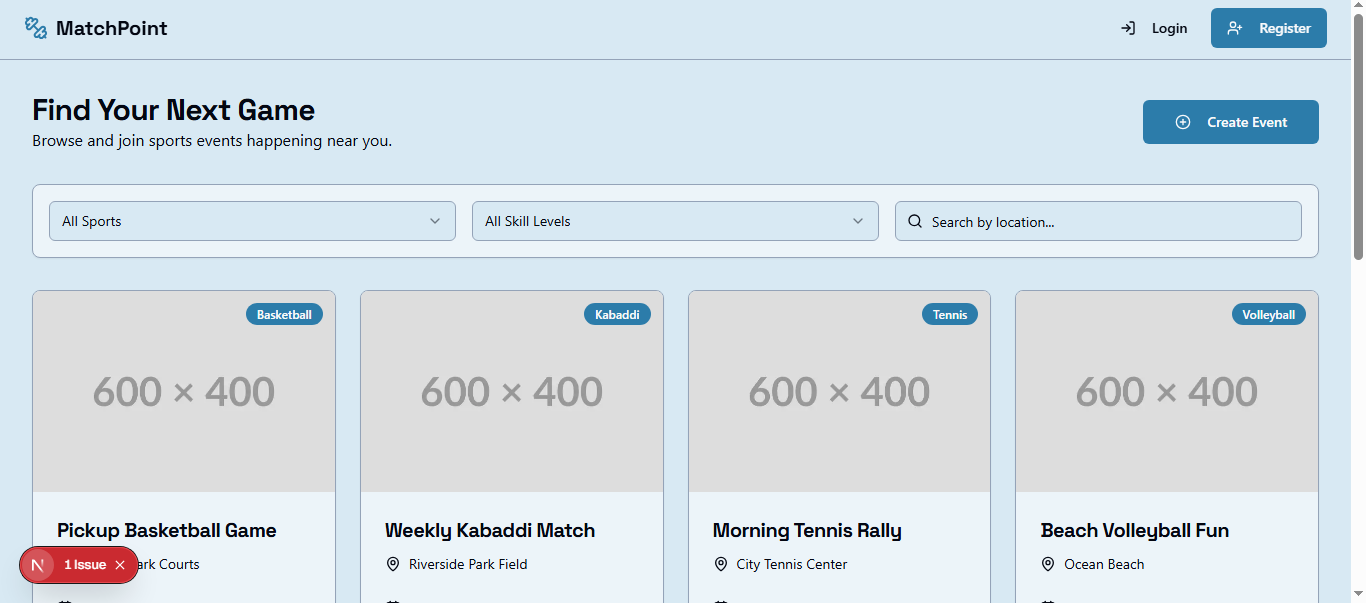 MatchPoint
Login
Register
Find Your Next Game
Browse and join sports events happening near you.
Create Event
All Sports
All Skill Levels
Search by location...
Basketball
Kabaddi
Tennis
Volleyball
600 × 400
600 × 400
600 × 400
600 × 400
Pickup Basketball Game
Weekly Kabaddi Match
Morning Tennis Rally
Beach Volleyball Fun
N 1 Issue ×
Courts
Riverside Park Field
City Tennis Center
Ocean Beach